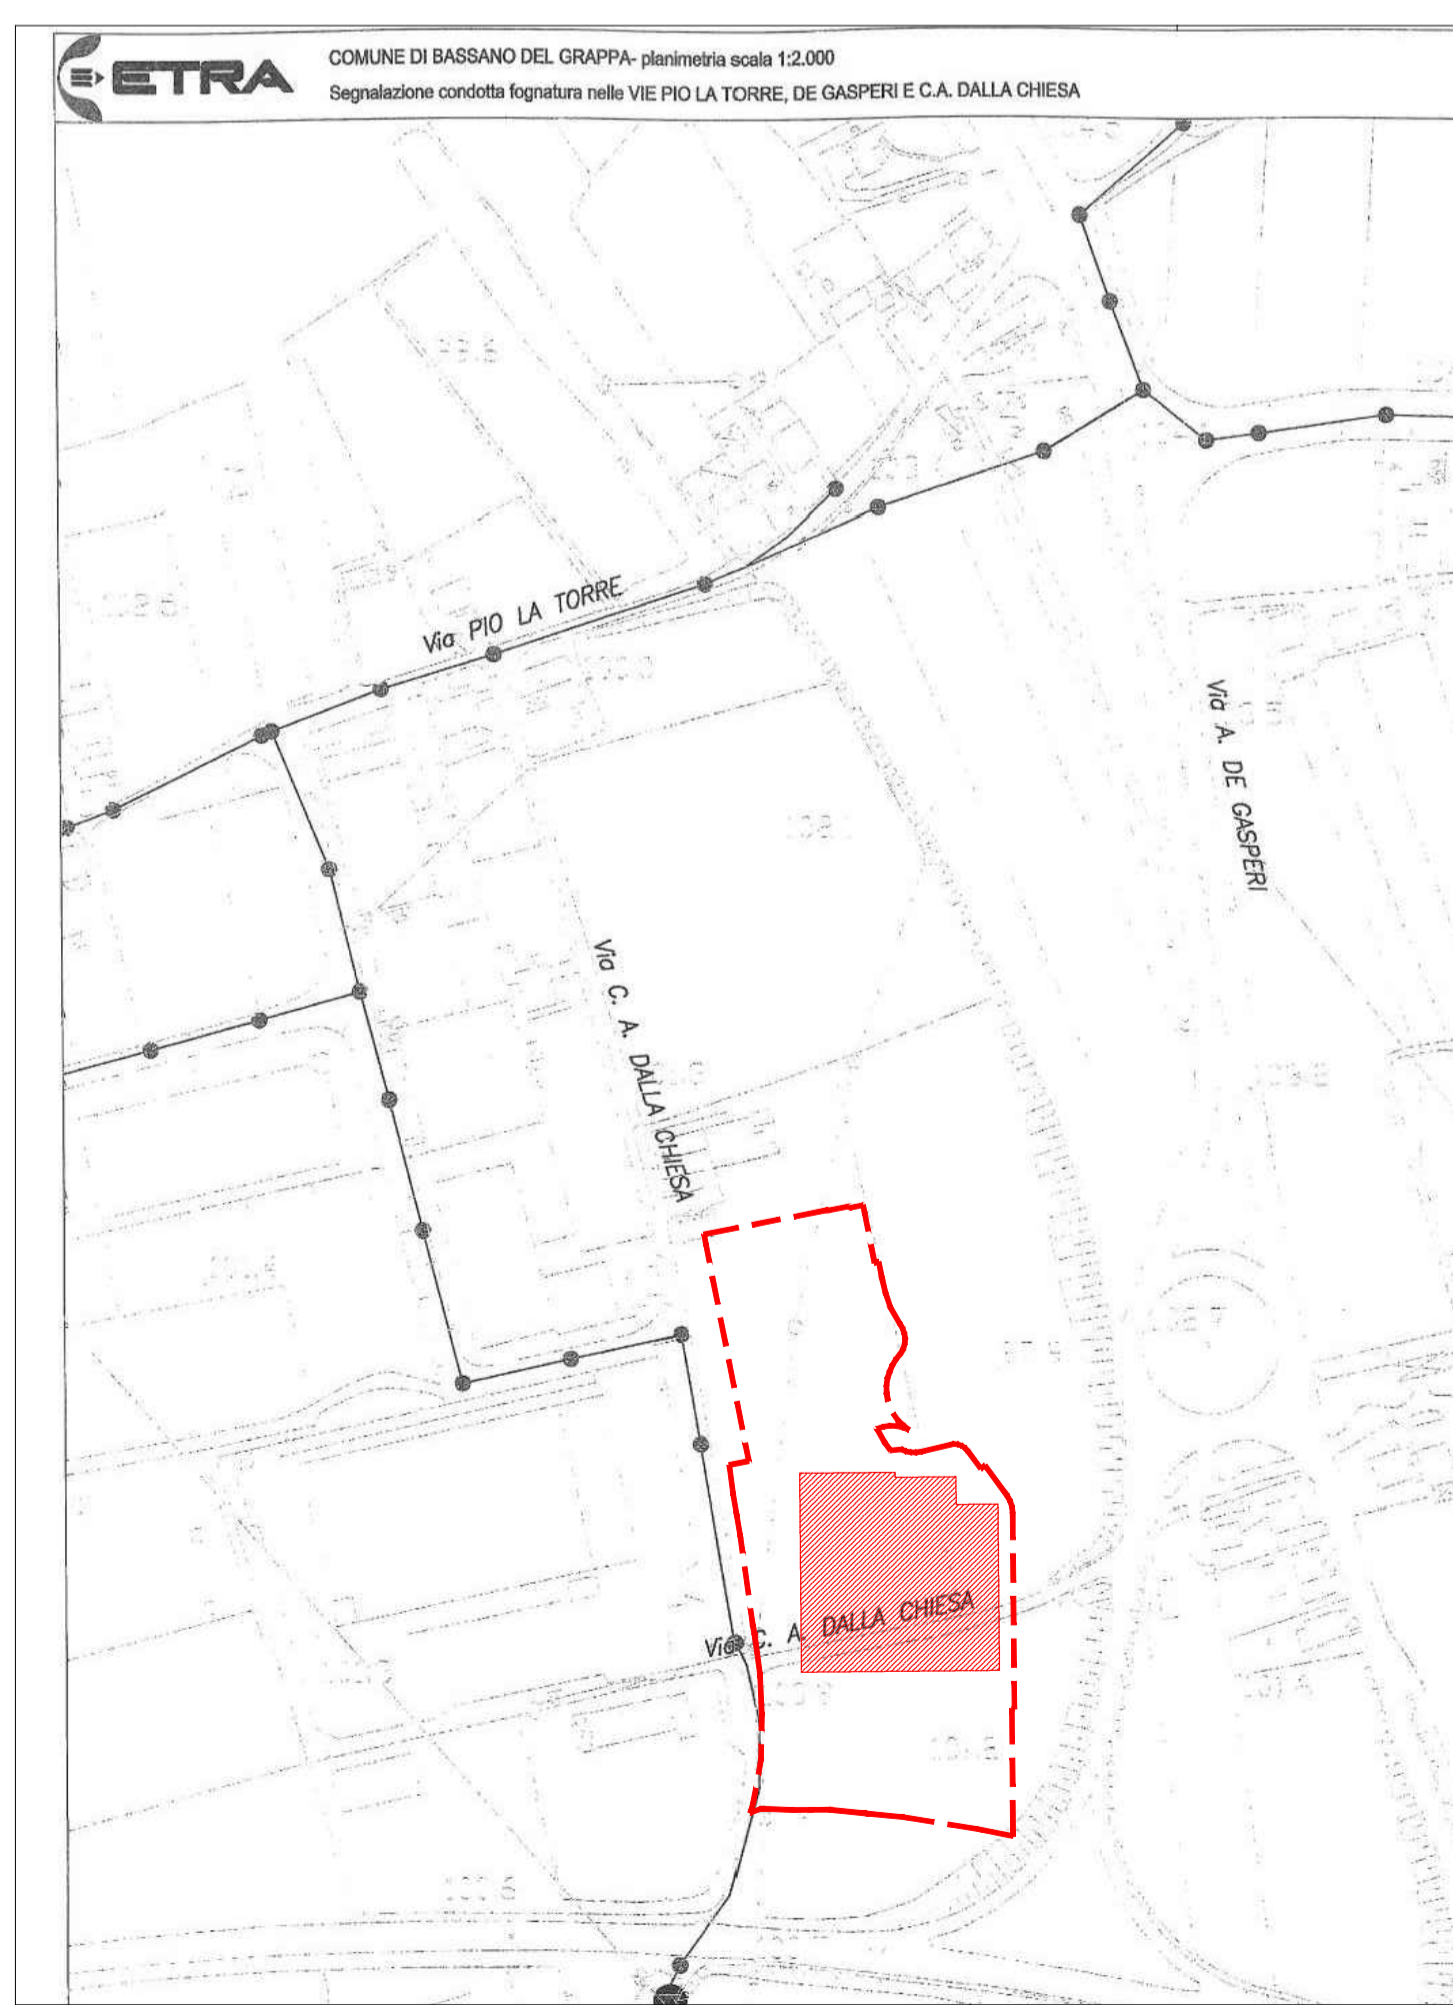 ETRA
COMUNE DI BASSANO DEL GRAPPA- planimetria scala 1:2.000
Segnalazione condotta fognatura nelle VIE PIO LA TORRE, DE GASPERI E C.A. DALLA CHIESA
Via PIO LA TORRE
Via A. DE GASPERI
Via C. A. DALLA CHIESA
Via C. A. DALLA CHIESA